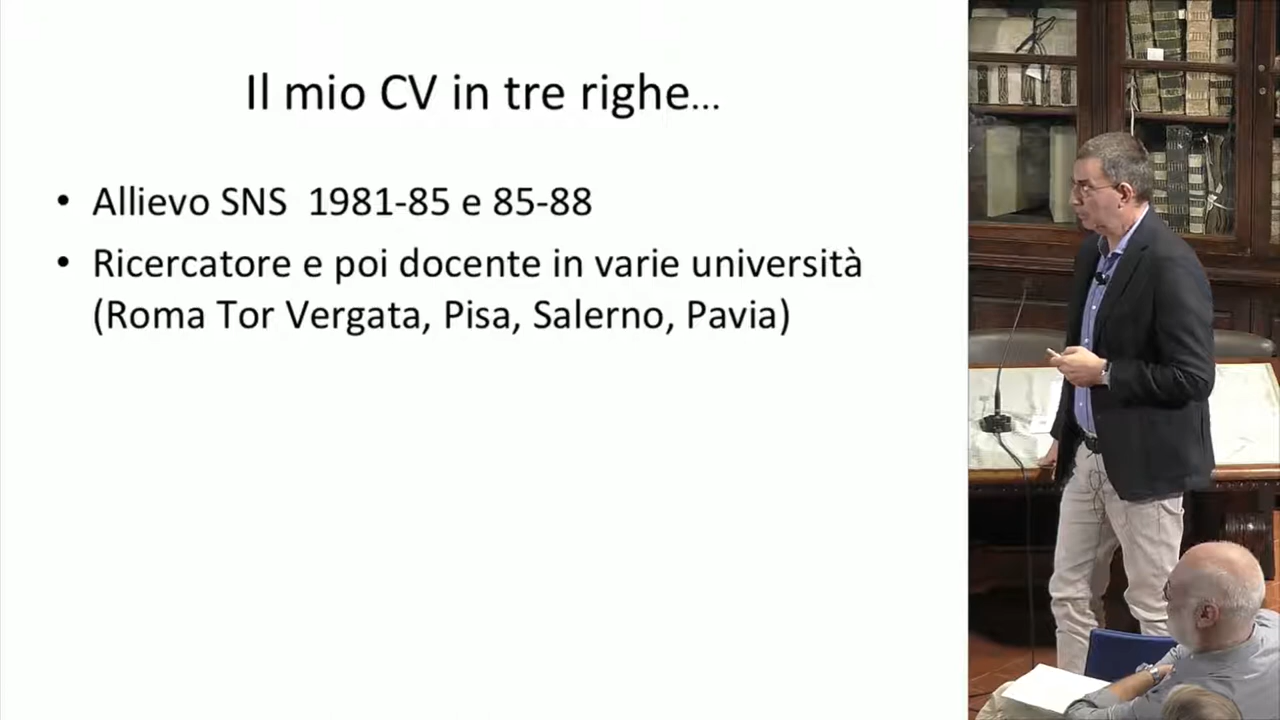 Il mio CV in tre righe...
• Allievo SNS 1981-85 e 85-88
• Ricercatore e poi docente in varie università
(Roma Tor Vergata, Pisa, Salerno, Pavia)